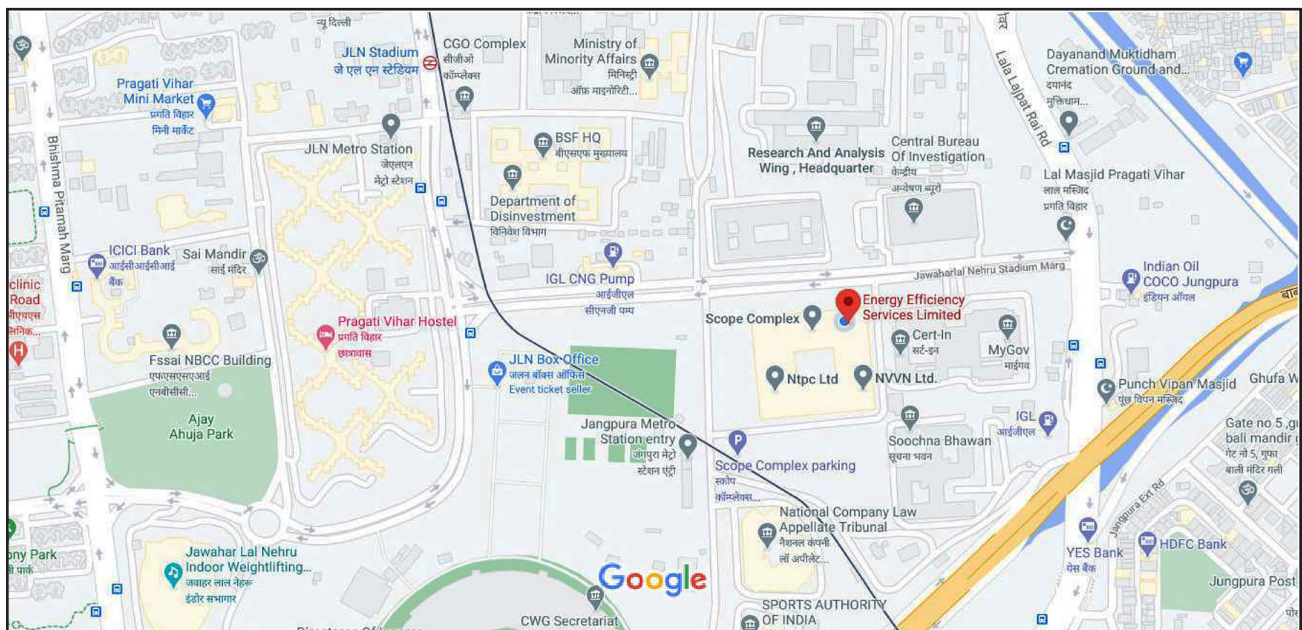 न्यू दिल्ली
CGO Complex
सीजीओ
कॉम्प्लेक्स
JLN Stadium
जे एल एन स्टेडियम
Ministry of
Minority Affairs
मिनिस्ट्री
ऑफ़ माइनोरिटी...
Dayanand Muktidham
Cremation Ground and...
दयानंद
मुक्तिधाम...
Lala Lajpat Rai Rd
Pragati Vihar
Mini Market
प्रगति विहार
मिनी मार्केट
Bhishma Pitamah Marg
JLN Metro Station
जेएलएन
मेट्रो स्टेशन
BSF HQ
बीएसएफ मुख्यालय
Department of
Disinvestment
विनिवेश विभाग
Research And Analysis
Wing , Headquarter
Central Bureau
Of Investigation
केन्द्रीय
अन्वेषण ब्यूरो
Lal Masjid Pragati Vihar
लाल मस्जिद
प्रगति विहार
ICICI Bank
आईसीआईसीआई
बैंक
Sai Mandir
साई मंदिर
clinic
Road
IGL CNG Pump
आईजीएल
सीएनजी पम्प
Jawaharlal Nehru Stadium Marg
Indian Oil
COCO Jungpura
इंडियन ऑयल
Energy Efficiency
Services Limited
Scope Complex
Pragati Vihar Hostel
प्रगति विहार
छात्रावास
Fssai NBCC Building
एफएसएसएआई
एनबीसीसी...
JLN Box Office
जलन बॉक्स ऑफिस
Event ticket seller
Cert-In
सर्ट-इन
MyGov
माईगव
Ntpc Ltd
NVVN Ltd.
Punch Vipan Masjid
पूंछ विपन मस्जिद
Ghufa W
Ajay
Ahuja Park
Jangpura Metro
Station entry
जंगपुरा मेट्रो
स्टेशन एंट्री
Scope Complex parking
स्कोप
कॉम्प्लेक्स...
Soochna Bhawan
सूचना भवन
IGL
आईजीएल
Gate no 5 ,gu
bali mandir g
गेट नो 5, गुफा
बाली मंदिर गली
Jangpura Ext Rd
National Company Law
Appellate Tribunal
नैशनल कंपनी
लॉ अपीलेट...
YES Bank
येस बैंक
HDFC Bank
Jungpura Post
ony Park
Jawahar Lal Nehru
Indoor Weightlifting...
जवाहर लाल नेहरू
इंडोर सभागार
Google
CWG Secretariat
SPORTS AUTHORITY
OF INDIA